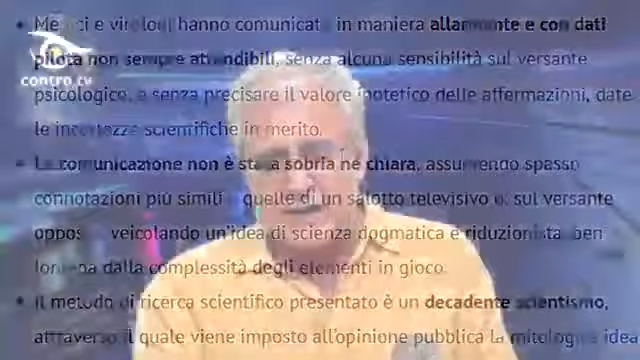 Medici e virologi hanno comunicato in maniera allarmante e con dati
pilota non sempre attendibili, senza alcuna sensibilità sul versante
contro.tv
psicologico, e senza precisare il valore ipotetico delle affermazioni, date
le incertezze scientifiche in merito.
La comunicazione non è stata sobria né chiara, assumendo spesso
connotazioni più simili a quelle di un salotto televisivo o, sul versante
oppos veicolando un'idea di scienza dogmatica e riduzionista, ben
lontana dalla complessità degli elementi in gioco.
Il metodo di ricerca scientifico presentato è un decadente scientismo,
attraverso il quale viene imposto all'opinione pubblica la mitologica idea